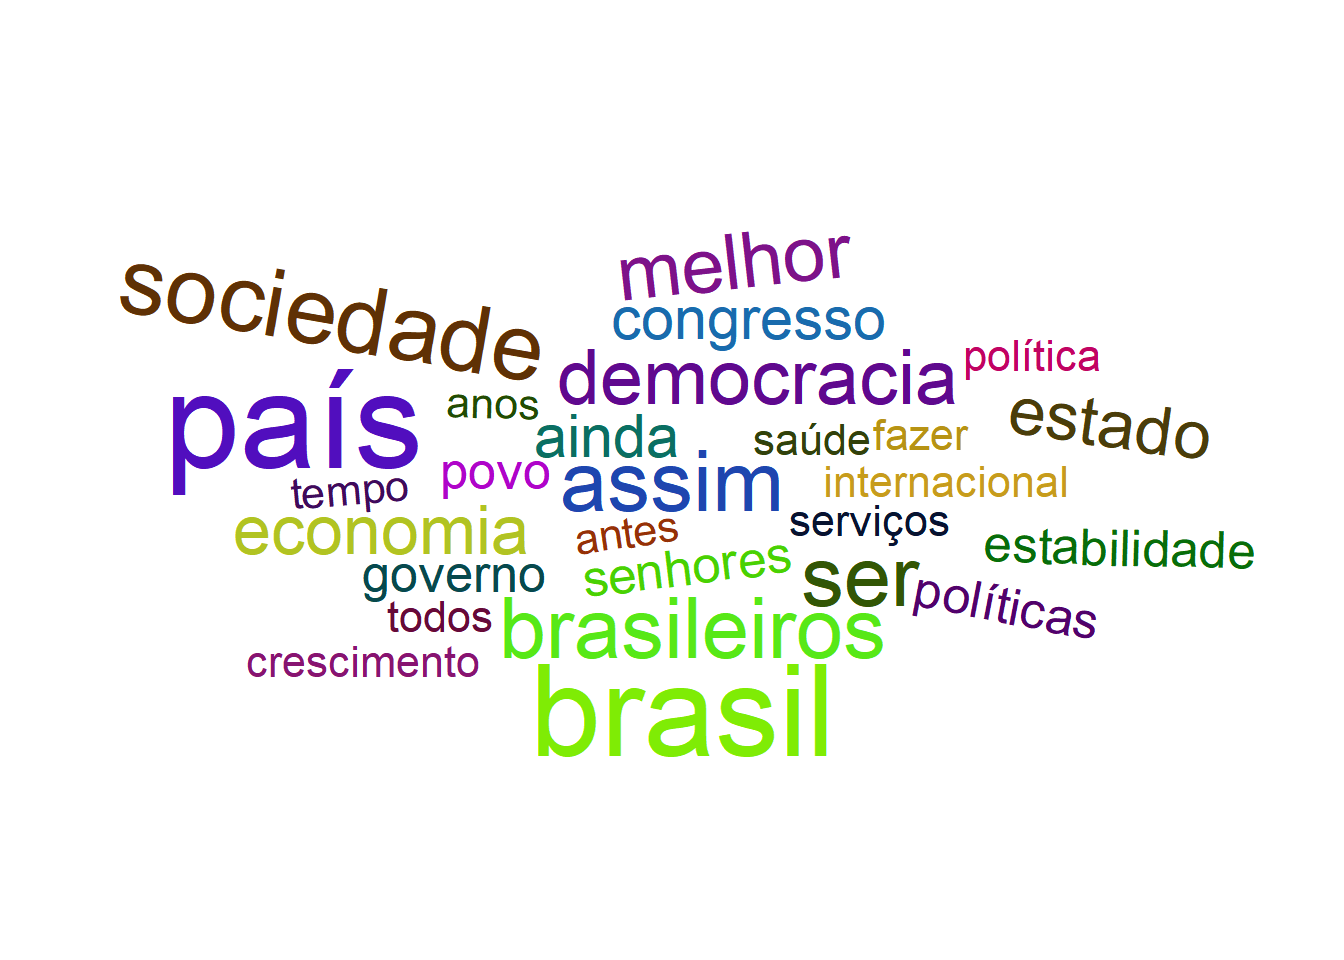 melhor
sociedade
congresso
política
democracia
país
anos
estado
ainda
saúde
fazer
povo
assim
internacional
tempo
economia
antes
serviços
estabilidade
governo
senhores
ser
políticas
todos
brasileiros
crescimento
brasil